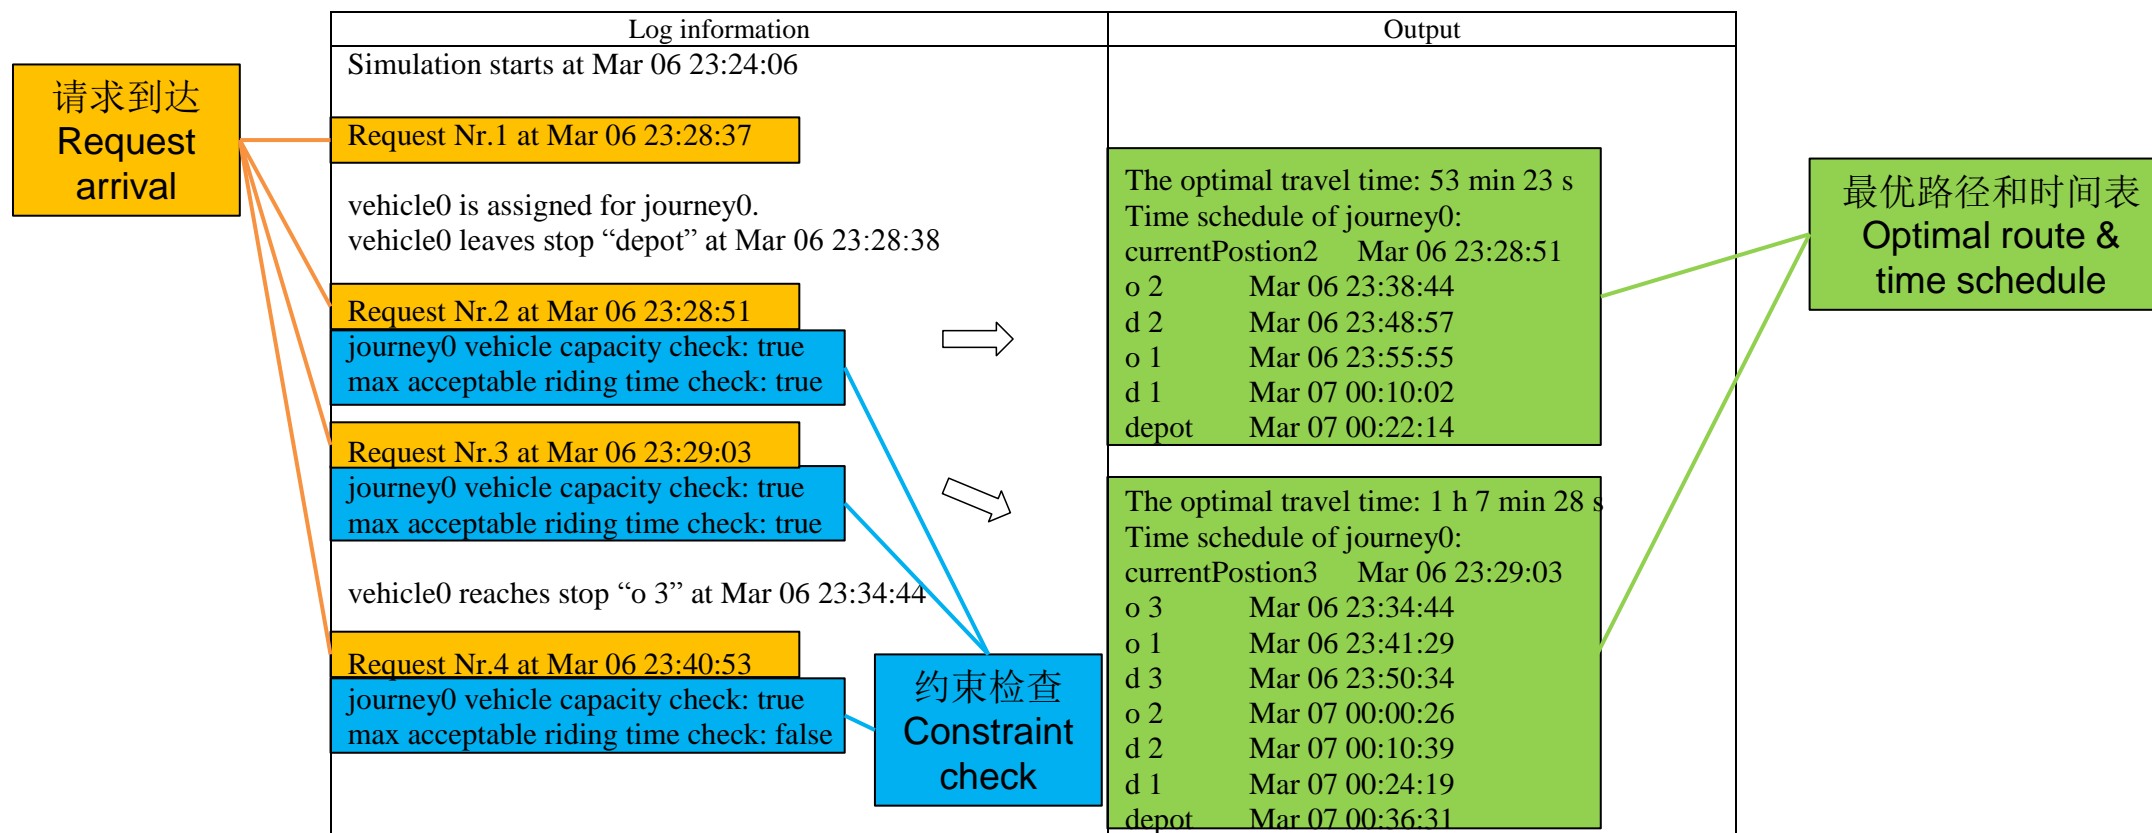 Log information
Output
请求到达
Request
arrival
Simulation starts at Mar 06 23:24:06
Request Nr.1 at Mar 06 23:28:37
vehicle0 is assigned for journey0.
vehicle0 leaves stop “depot” at Mar 06 23:28:38
Request Nr.2 at Mar 06 23:28:51
journey0 vehicle capacity check: true
max acceptable riding time check: true
Request Nr.3 at Mar 06 23:29:03
journey0 vehicle capacity check: true
max acceptable riding time check: true
vehicle0 reaches stop “o 3” at Mar 06 23:34:44
Request Nr.4 at Mar 06 23:40:53
journey0 vehicle capacity check: true
max acceptable riding time check: false
约束检查
Constraint
check
The optimal travel time: 53 min 23 s
Time schedule of journey0:
currentPostion2 Mar 06 23:28:51
o 2 Mar 06 23:38:44
d 2 Mar 06 23:48:57
o 1 Mar 06 23:55:55
d 1 Mar 07 00:10:02
depot Mar 07 00:22:14
The optimal travel time: 1 h 7 min 28 s
Time schedule of journey0:
currentPostion3 Mar 06 23:29:03
o 3 Mar 06 23:34:44
o 1 Mar 06 23:41:29
d 3 Mar 06 23:50:34
o 2 Mar 07 00:00:26
d 2 Mar 07 00:10:39
d 1 Mar 07 00:24:19
depot Mar 07 00:36:31
最优路径和时间表
Optimal route &
time schedule